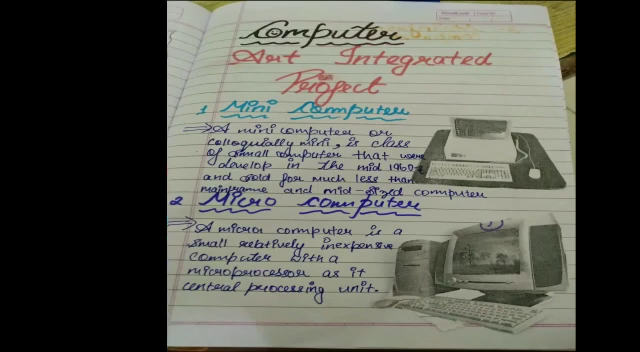 Computer
Art Integrated
Project
1 Mini Computer
⇒ A mini computer or
colloquially mini, is class
of small computer that were
develop in the mid 1960-s
and sold for much less than
mainframe and mid-sized computer
2 Micro computer
⇒ A micro computer is a
small relatively inexpensive
computer with a
microprocessor as it
central processing unit.